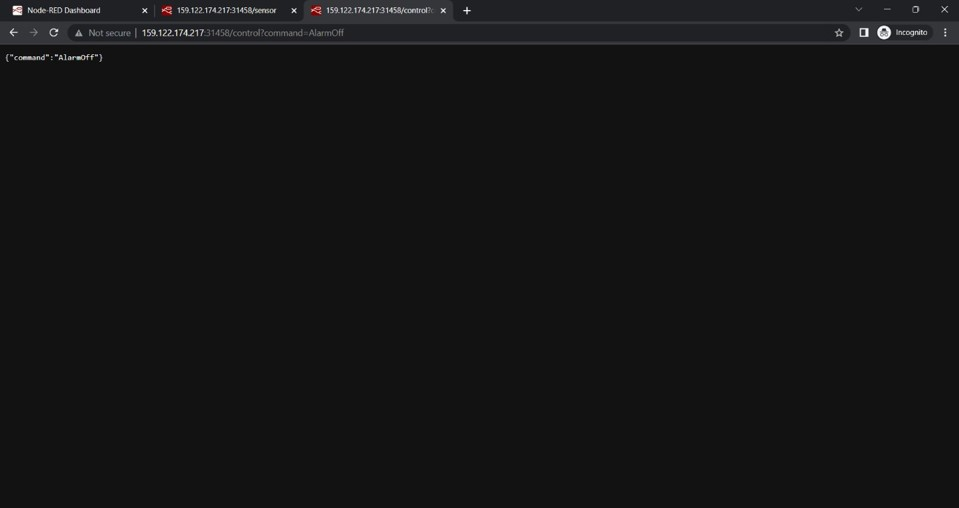 Node-RED Dashboard
159.122.174.217:31458/sensor
159.122.174.217:31458/control?c
Not secure
159.122.174.217:31458/control?command=AlarmOff
Incognito
{"command":"AlarmOff"}